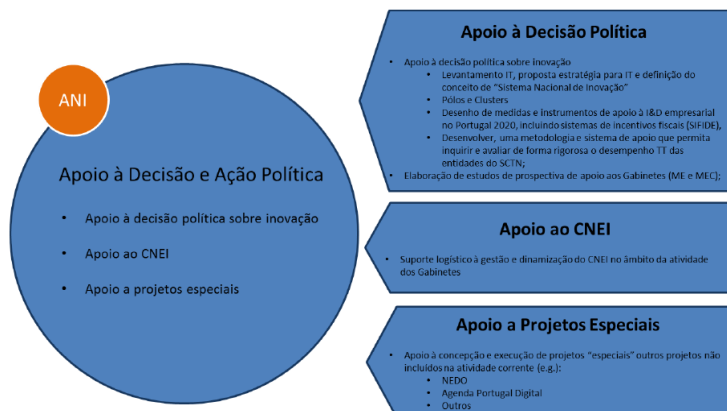 ANI
Apoio à Decisão e Ação Política
• Apoio à decisão política sobre inovação
• Apoio ao CNEI
• Apoio a projetos especiais
Apoio à Decisão Política
• Apoio à decisão política sobre inovação
• Levantamento IT, proposta estratégia para IT e definição do
conceito de "Sistema Nacional de Inovação"
• Pólos e Clusters
• Desenho de medidas e instrumentos de apoio à I&D empresarial
no Portugal 2020, incluindo sistemas de incentivos fiscais (SIFIDE),
• Desenvolver, uma metodologia e sistema de apoio que permita
inquirir e avaliar de forma rigorosa o desempenho TT das
entidades do SCTN;
• Elaboração de estudos de prospectiva de apoio aos Gabinetes (ME e MEC);
Apoio ao CNEI
• Suporte logístico à gestão e dinamização do CNEI no âmbito da atividade
dos Gabinetes
Apoio a Projetos Especiais
• Apoio à concepção e execução de projetos "especiais" outros projetos não
incluídos na atividade corrente (e.g.):
• NEDO
• Agenda Portugal Digital
• Outros